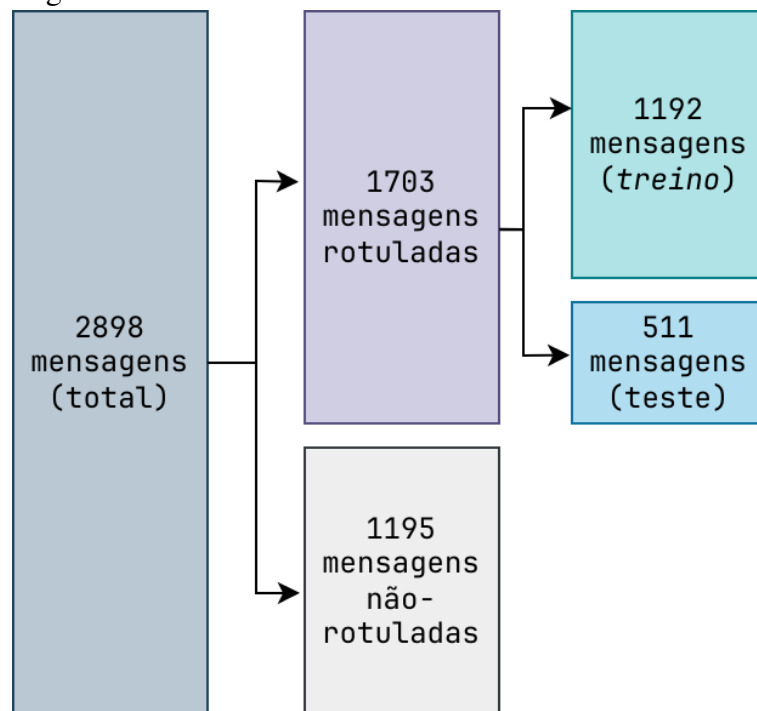 2898
mensagens
(total)
1703
mensagens
rotuladas
1195
mensagens
não-
rotuladas
1192
mensagens
(treino)
511
mensagens
(teste)